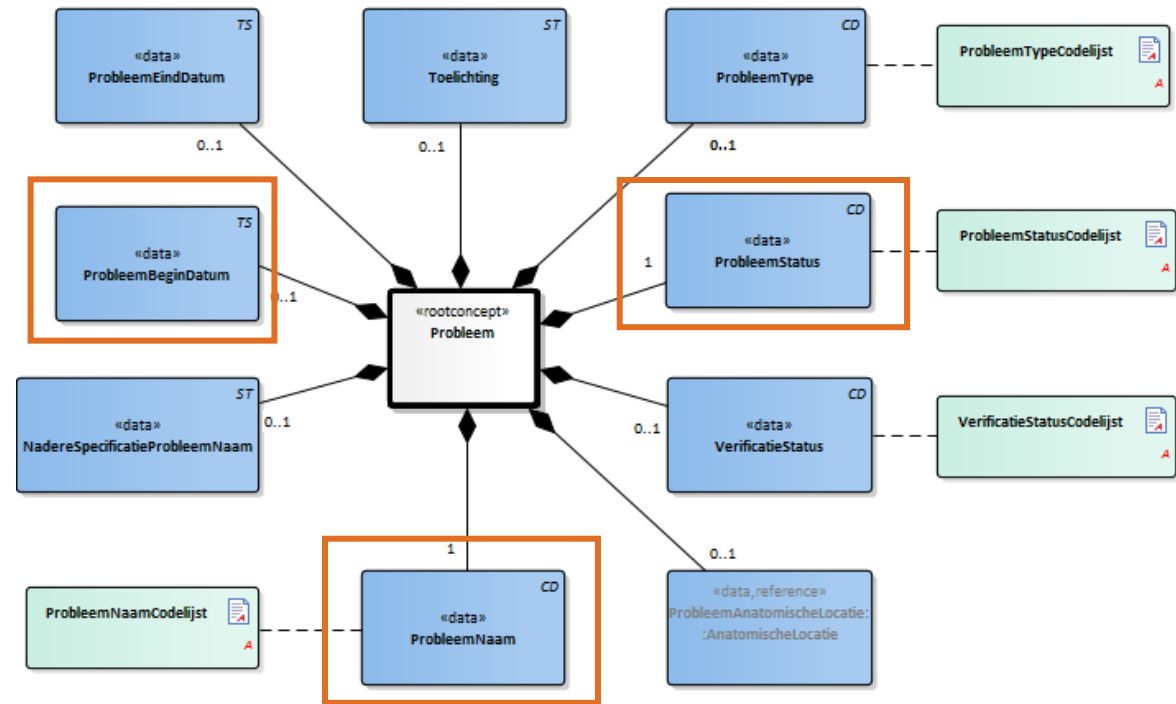 TS
«data»
ProbleemEindDatum
0..1
ST
«data»
Toelichting
0..1
CD
«data»
ProbleemType
0..1
ProbleemTypeCodelijst
A
TS
«data»
ProbleemBeginDatum
0..1
CD
«data»
ProbleemStatus
1
ProbleemStatusCodelijst
A
«rootconcept»
Probleem
ST
«data»
NadereSpecificatieProbleemNaam
0..1
CD
«data»
VerificatieStatus
0..1
VerificatieStatusCodelijst
A
ProbleemNaamCodelijst
A
1
CD
«data»
ProbleemNaam
0..1
«data,reference»
ProbleemAnatomischeLocatie:
:AnatomischeLocatie